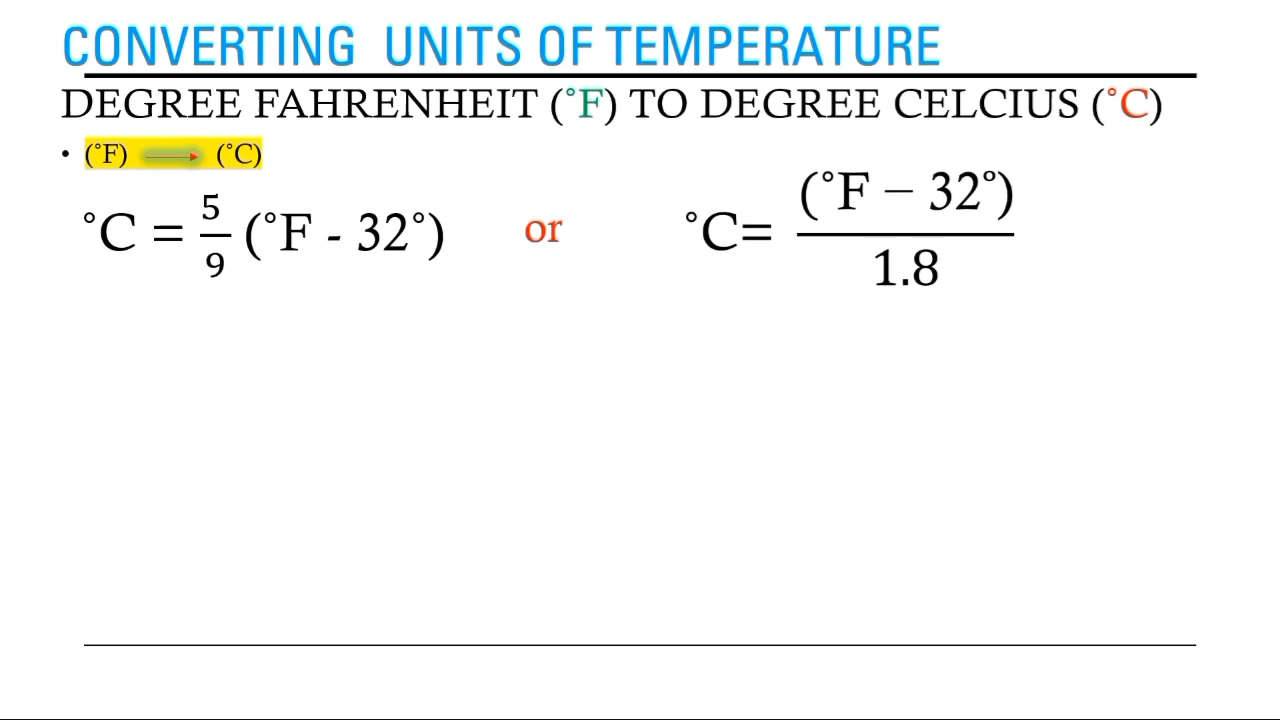 CONVERTING UNITS OF TEMPERATURE
DEGREE FAHRENHEIT (˚F) TO DEGREE CELCIUS (˚C)
• (˚F) → (˚C)
˚C = 5/9 (˚F - 32˚) or ˚C= (˚F – 32°)/1.8